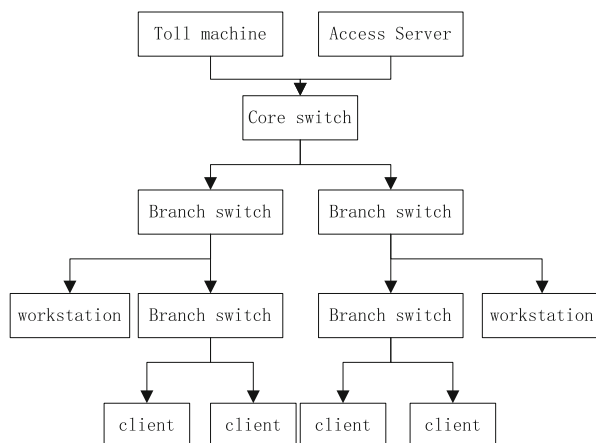 Toll machine
Access Server
Core switch
Branch switch
Branch switch
workstation
Branch switch
Branch switch
workstation
client
client
client
client